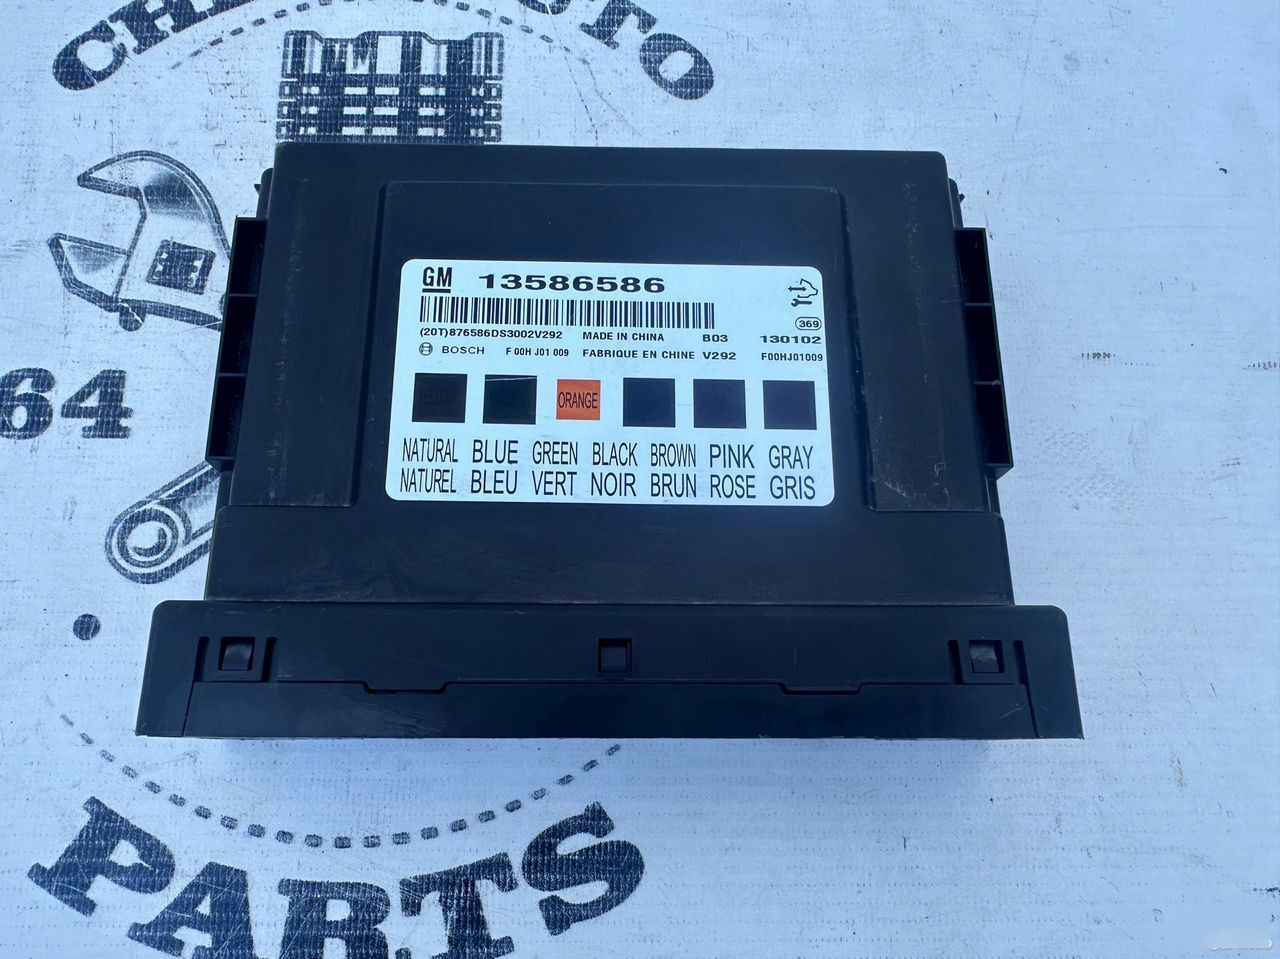 64
GM 13586586
369
(20T)876586DS3002V292 MADE IN CHINA B03 130102
BOSCH F 00H J01 009 FABRIQUE EN CHINE V292 F00HJ01009
ORANGE
NATURAL BLUE GREEN BLACK BROWN PINK GRAY
NATUREL BLEU VERT NOIR BRUN ROSE GRIS
PARTS